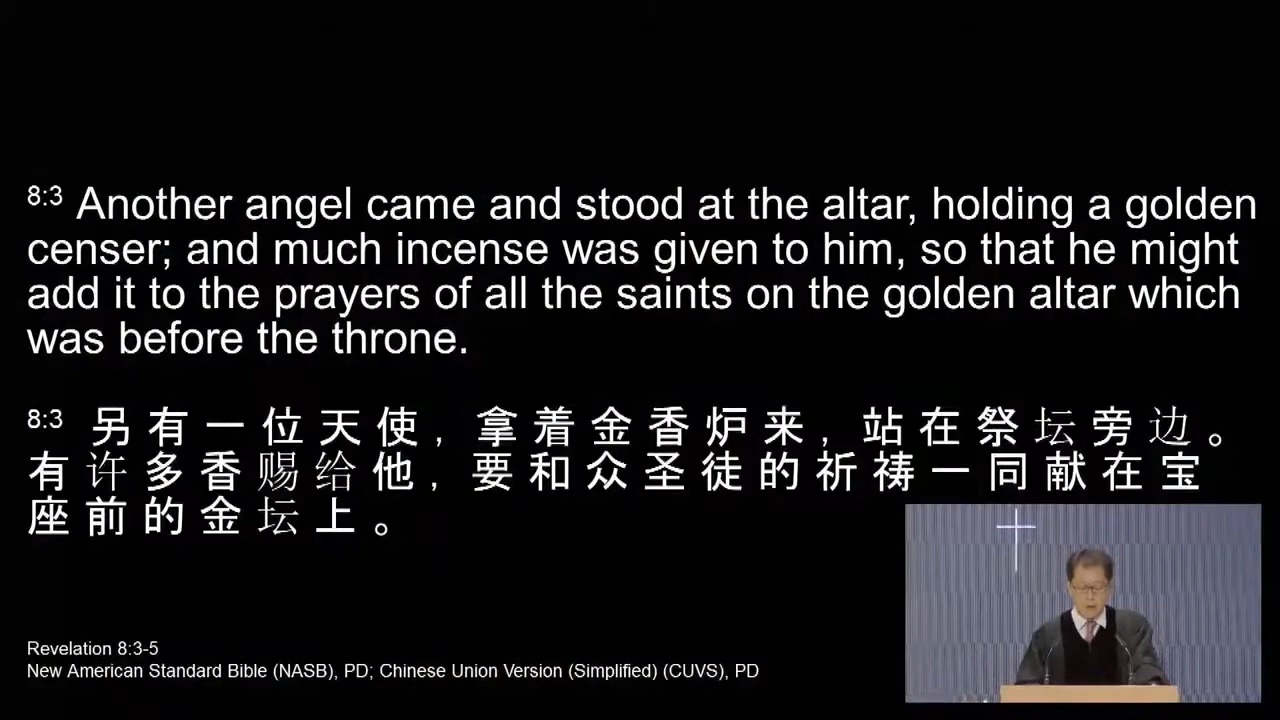 8:3 Another angel came and stood at the altar, holding a golden
censer; and much incense was given to him, so that he might
add it to the prayers of all the saints on the golden altar which
was before the throne.
8:3 另有一位天使，拿着金香炉来，站在祭坛旁边。
有许多香赐给他，要和众圣徒的祈祷一同献在宝
座前的金坛上。
Revelation 8:3-5
New American Standard Bible (NASB), PD; Chinese Union Version (Simplified) (CUVS), PD